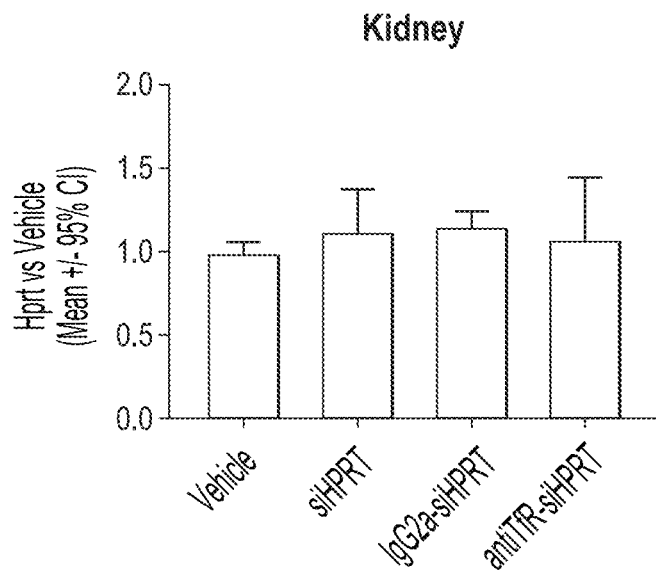 Kidney
Hprt vs Vehicle
(Mean +/- 95% CI)
2.0
1.5
1.0
0.5
0.0
Vehicle
siHPRT
IgG2a-siHPRT
antiTfR-siHPRT